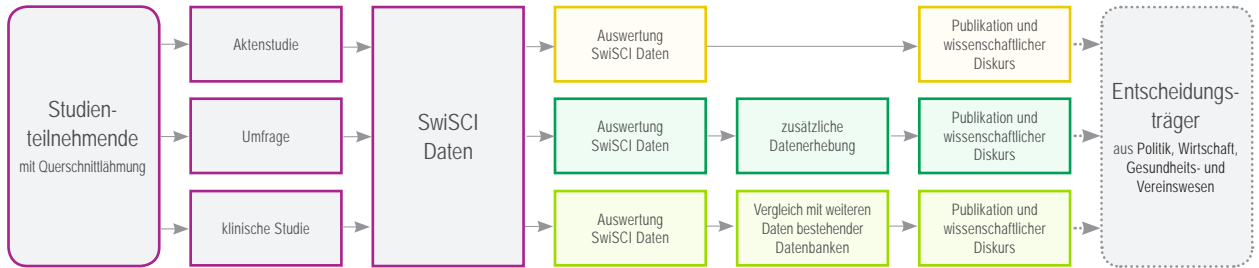 Studien-
teilnehmende
mit Querschnittlähmung
Aktenstudie
Umfrage
klinische Studie
SwiSCI
Daten
Auswertung
SwiSCI Daten
Publikation und
wissenschaftlicher
Diskurs
Auswertung
SwiSCI Daten
zusätzliche
Datenerhebung
Publikation und
wissenschaftlicher
Diskurs
Auswertung
SwiSCI Daten
Vergleich mit weiteren
Daten bestehender
Datenbanken
Publikation und
wissenschaftlicher
Diskurs
Entscheidungs-
träger
aus Politik, Wirtschaft,
Gesundheits- und
Vereinswesen